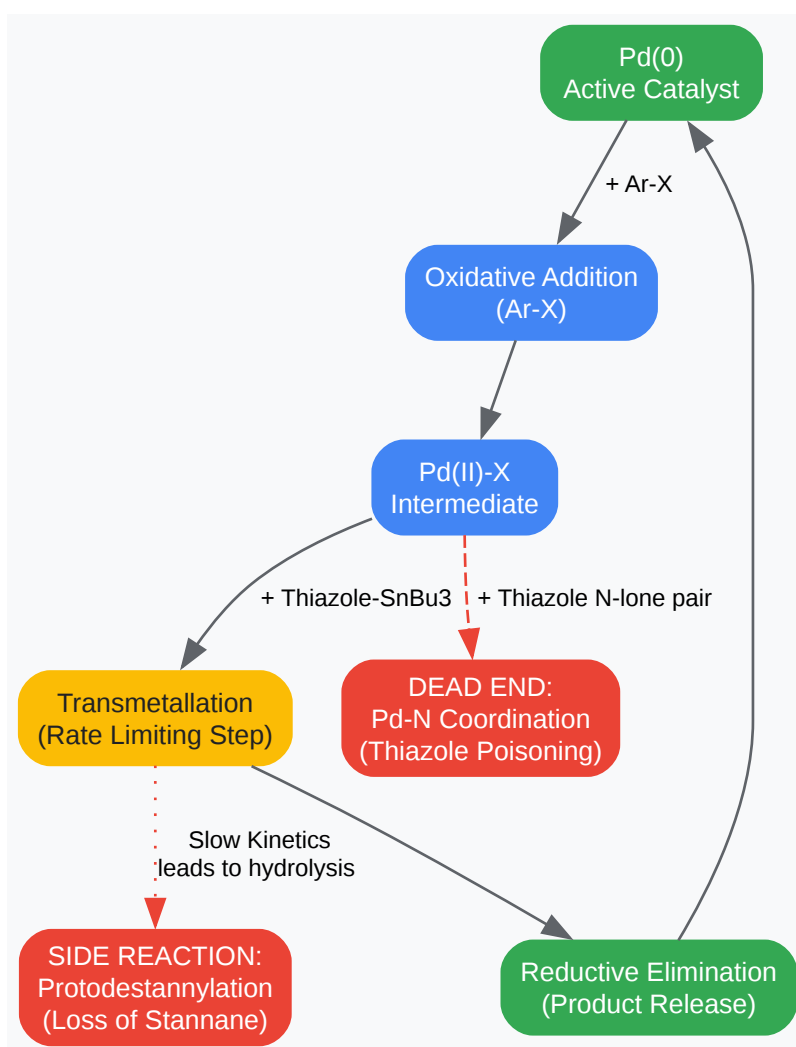 Pd(0)
Active Catalyst
+ Ar-X
Oxidative Addition
(Ar-X)
Pd(II)-X
Intermediate
+ Thiazole-SnBu3
+ Thiazole N-lone pair
Transmetallation
(Rate Limiting Step)
DEAD END:
Pd-N Coordination
(Thiazole Poisoning)
Slow Kinetics
leads to hydrolysis
SIDE REACTION:
Protodestannylation
(Loss of Stannane)
Reductive Elimination
(Product Release)